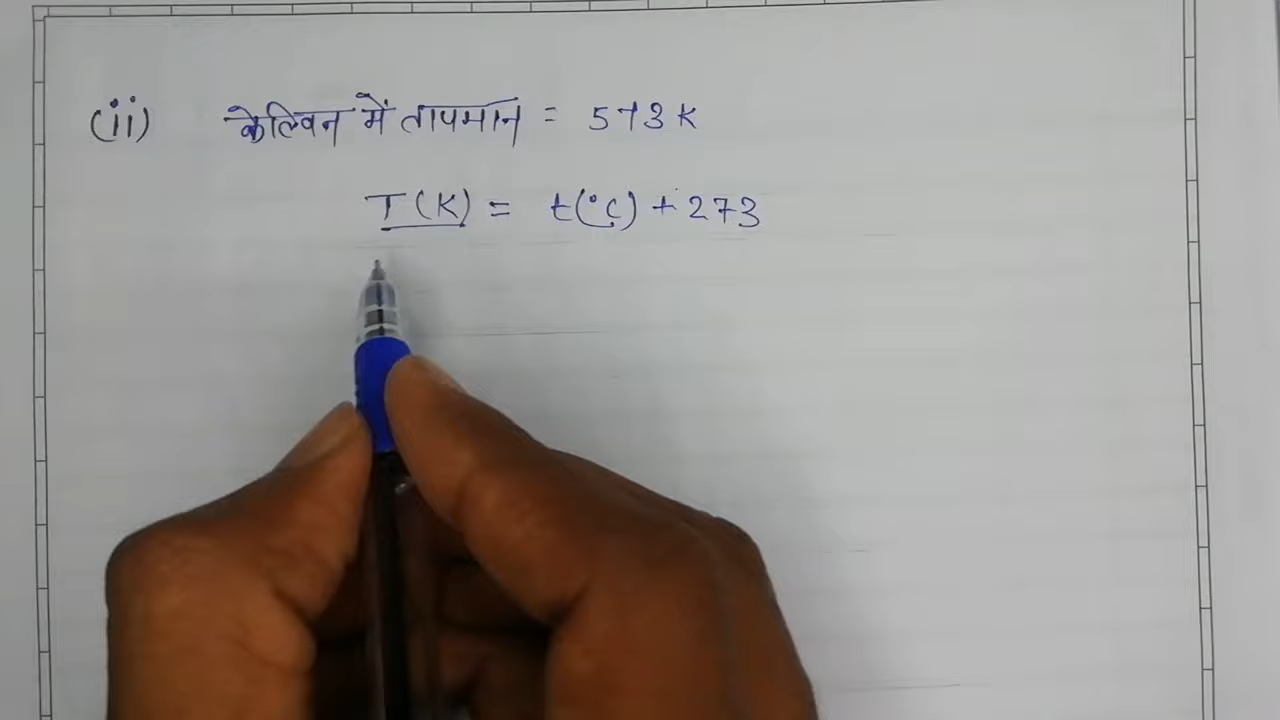 (ii) केल्विन में तापमान = 573 K
T(K) = t(°C) + 273